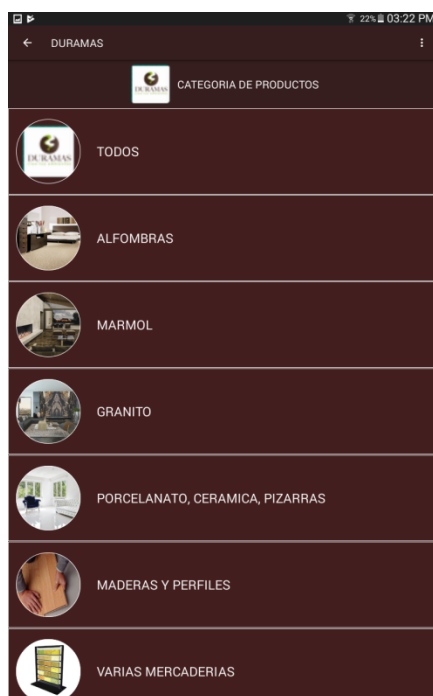 22% 03:22 PM
DURAMAS
DURAMAS
CATEGORIA DE PRODUCTOS
DURAMAS
TODOS
ALFOMBRAS
MARMOL
GRANITO
PORCELANATO, CERAMICA, PIZARRAS
MADERAS Y PERFILES
VARIAS MERCADERIAS